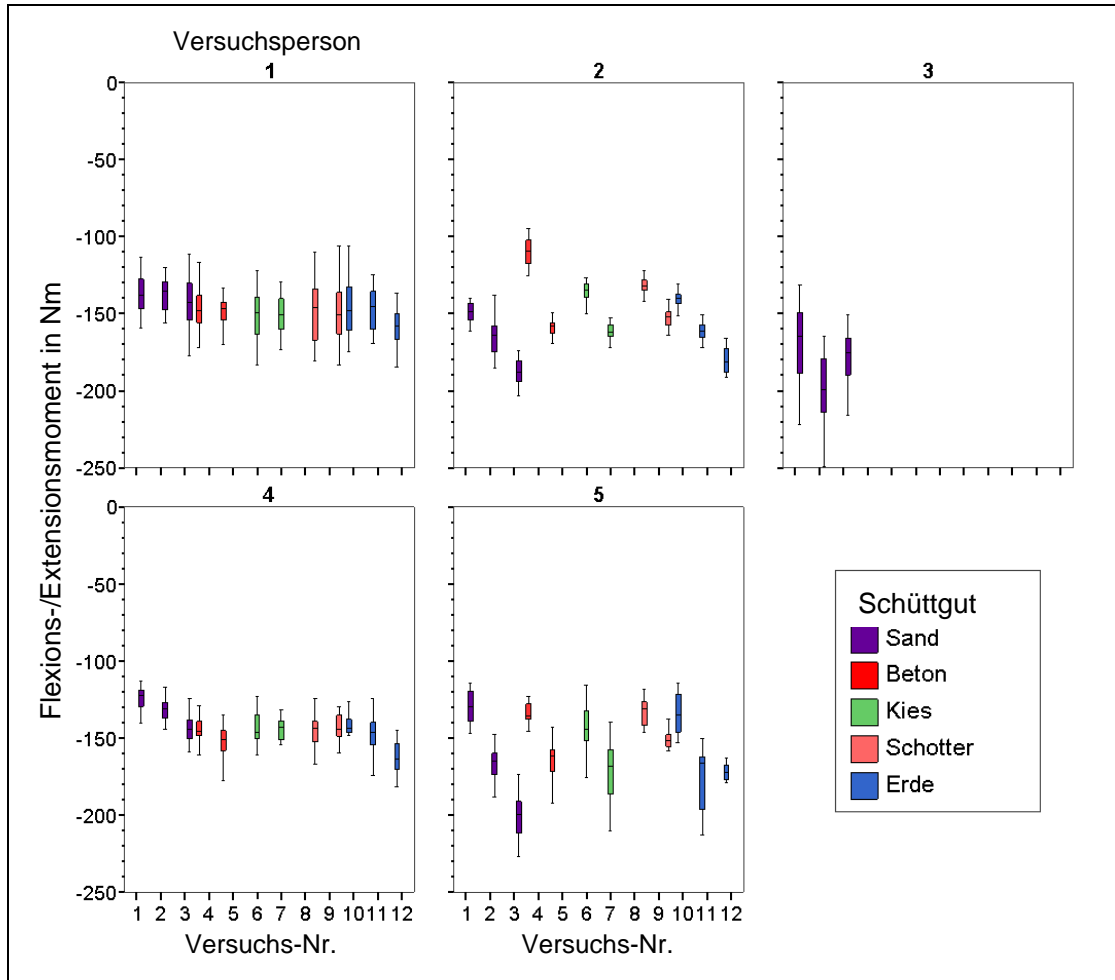 Versuchsperson
1 2 3
0
-50
-100
-150
-200
-250
4 5
0
-50
-100
-150
-200
-250
1 2 3 4 5 6 7 8 9 10 11 12
1 2 3 4 5 6 7 8 9 10 11 12
Versuchs-Nr.
Versuchs-Nr.
Flexions-/Extensionsmoment in Nm
Schüttgut
Sand
Beton
Kies
Schotter
Erde